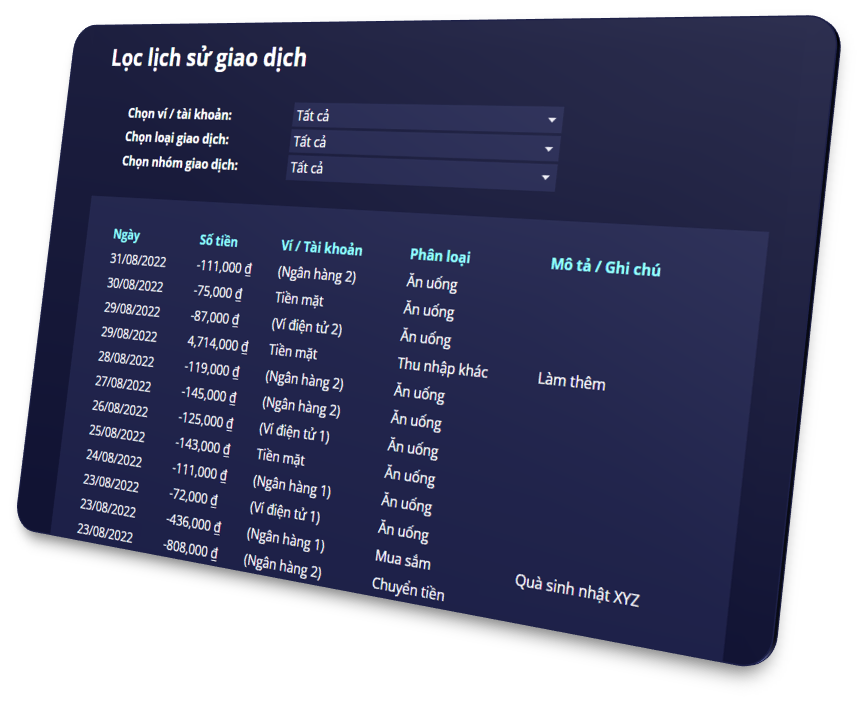 Lọc lịch sử giao dịch
Chọn ví / tài khoản: Tất cả
Chọn loại giao dịch: Tất cả
Chọn nhóm giao dịch: Tất cả
Ngày Số tiền Ví / Tài khoản Phân loại Mô tả / Ghi chú
31/08/2022 -111,000 ₫ (Ngân hàng 2) Ăn uống
30/08/2022 -75,000 ₫ Tiền mặt Ăn uống
29/08/2022 -87,000 ₫ (Ví điện tử 2) Ăn uống
29/08/2022 4,714,000 ₫ Tiền mặt Thu nhập khác Làm thêm
28/08/2022 -119,000 ₫ (Ngân hàng 2) Ăn uống
27/08/2022 -145,000 ₫ (Ngân hàng 2) Ăn uống
26/08/2022 -125,000 ₫ (Ví điện tử 1) Ăn uống
25/08/2022 -143,000 ₫ Tiền mặt Ăn uống
24/08/2022 -111,000 ₫ (Ngân hàng 1) Ăn uống
23/08/2022 -72,000 ₫ (Ví điện tử 1) Ăn uống
23/08/2022 -436,000 ₫ (Ngân hàng 1) Mua sắm Quà sinh nhật XYZ
23/08/2022 -808,000 ₫ (Ngân hàng 2) Chuyển tiền